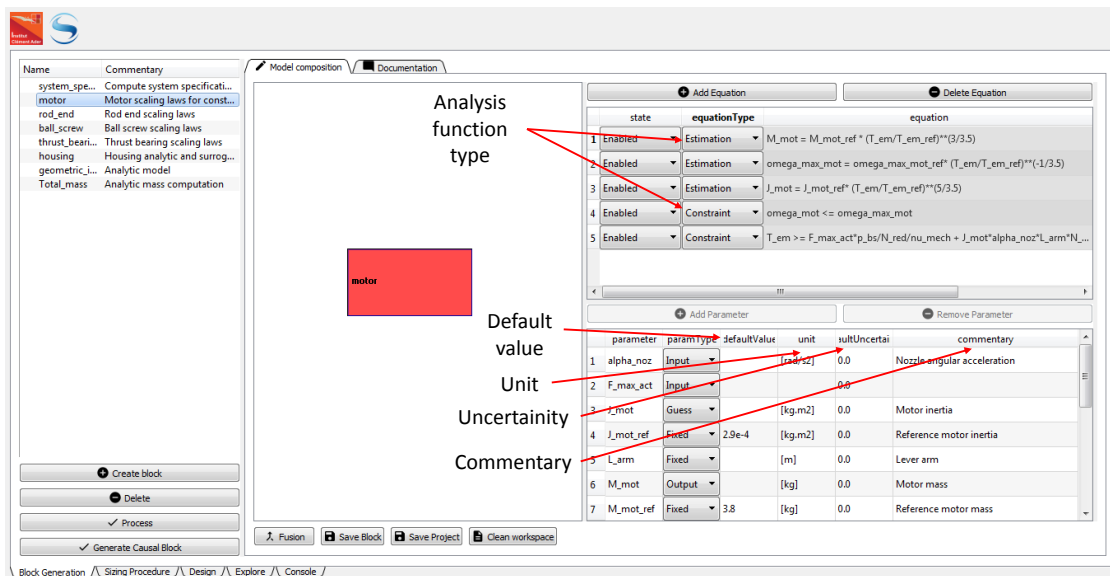 Institut
Clément Ader
Name Commentary
system_spe... Compute system specificati...
motor Motor scaling laws for const...
rod_end Rod end scaling laws
ball_screw Ball screw scaling laws
thrust_beari... Thrust bearing scaling laws
housing Housing analytic and surrog...
geometric_i... Analytic model
Total_mass Analytic mass computation
Create block
Delete
Process
Generate Causal Block
Model composition Documentation
motor
Analysis
function
type
Default
value
Unit
Uncertainity
Commentary
Fusion Save Block Save Project Clean workspace
Add Equation Delete Equation
state equationType equation
1 Enabled Estimation M_mot = M_mot_ref * (T_em/T_em_ref)**(3/3.5)
2 Enabled Estimation omega_max_mot = omega_max_mot_ref* (T_em/T_em_ref)**(-1/3.5)
3 Enabled Estimation J_mot = J_mot_ref* (T_em/T_em_ref)**(5/3.5)
4 Enabled Constraint omega_mot <= omega_max_mot
5 Enabled Constraint T_em >= F_max_act*p_bs/N_red/nu_mech + J_mot*alpha_noz*L_arm*N_...
Add Parameter Remove Parameter
parameter paramType defaultValue unit aultUncertai commentary
1 alpha_noz Input [rad/s2] 0.0 Nozzle angular acceleration
2 F_max_act Input 0.0
3 J_mot Guess [kg.m2] 0.0 Motor inertia
4 J_mot_ref Fixed 2.9e-4 [kg.m2] 0.0 Reference motor inertia
5 L_arm Fixed [m] 0.0 Lever arm
6 M_mot Output [kg] 0.0 Motor mass
7 M_mot_ref Fixed 3.8 [kg] 0.0 Reference motor mass
Block Generation Sizing Procedure Design Explore Console